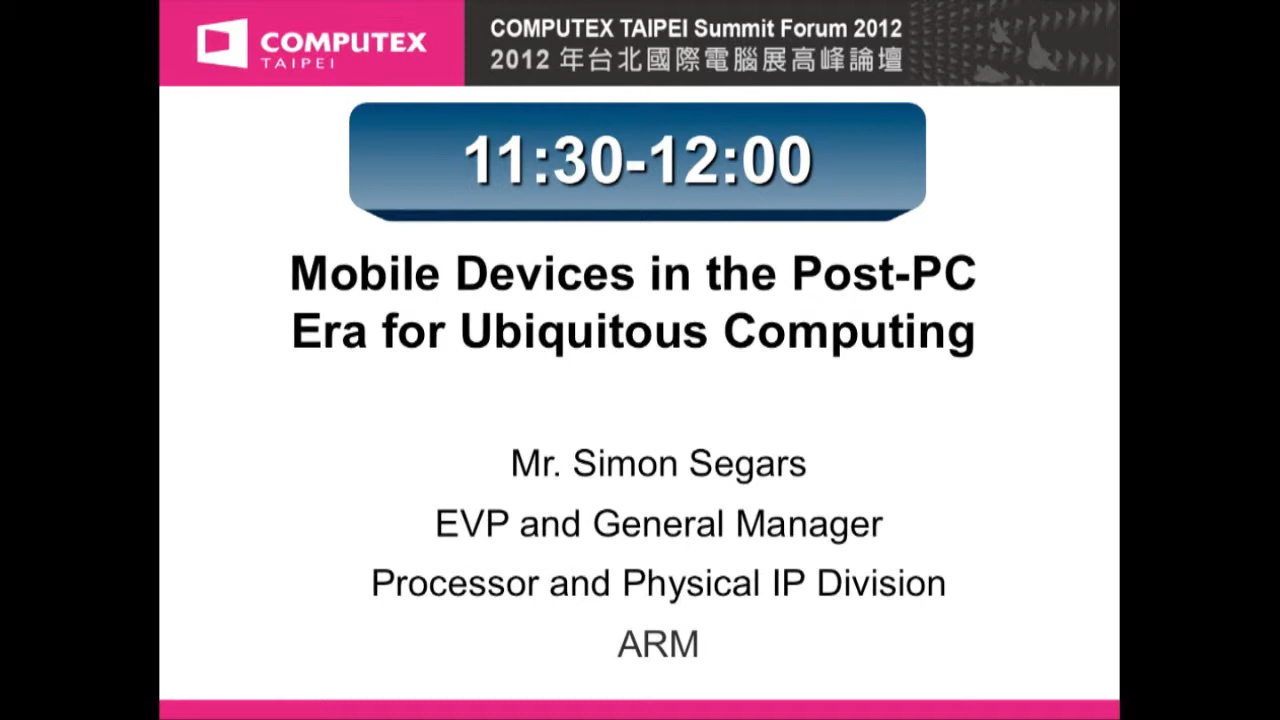 COMPUTEX
TAIPEI
COMPUTEX TAIPEI Summit Forum 2012
2012 年台北國際電腦展高峰論壇
11:30-12:00
Mobile Devices in the Post-PC
Era for Ubiquitous Computing
Mr. Simon Segars
EVP and General Manager
Processor and Physical IP Division
ARM